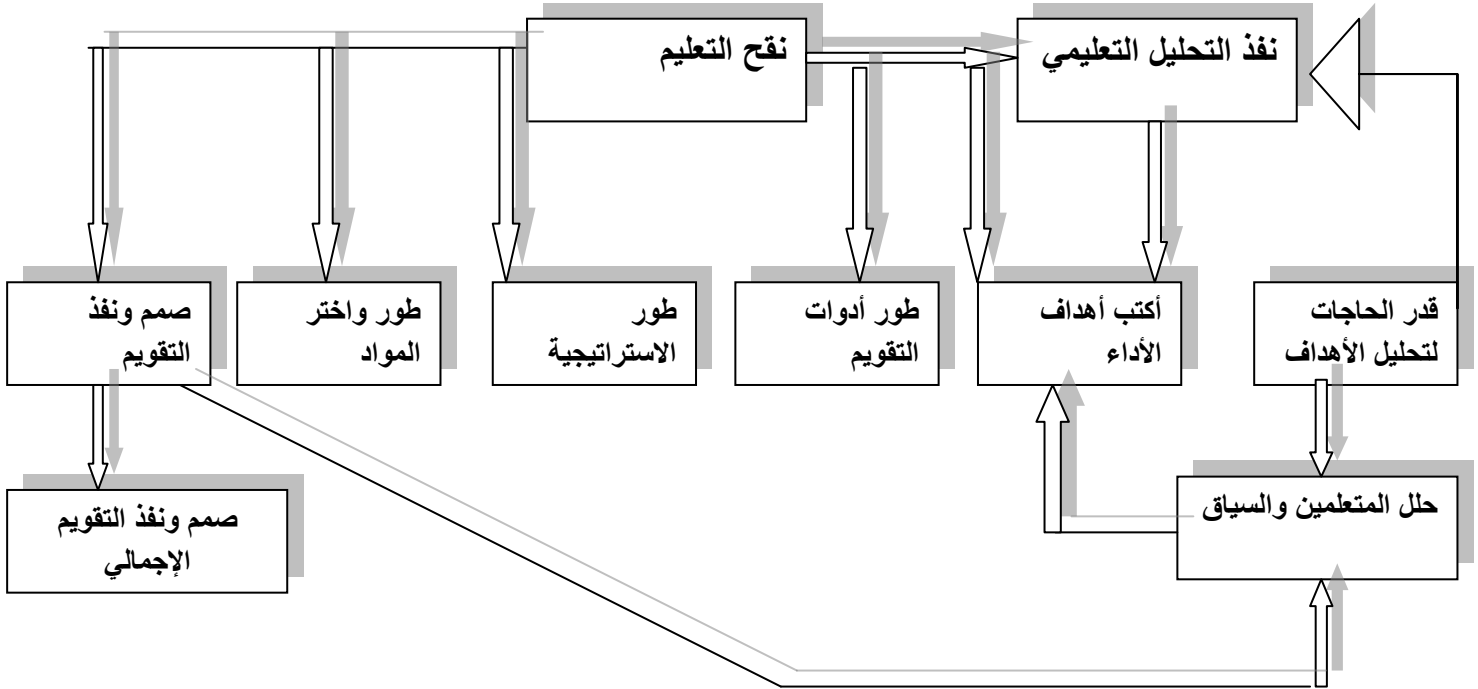 نفذ التحليل التعليمي
نقح التعليم
قدر الحاجات
لتحليل الأهداف
أكتب أهداف
الأداء
طور أدوات
التقويم
طور
الاستراتيجية
طور واختر
المواد
صمم ونفذ
التقويم
حلل المتعلمين والسياق
صمم ونفذ التقويم
الإجمالي